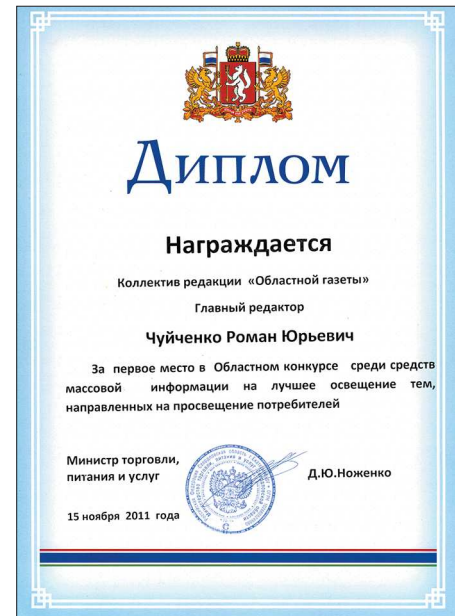 Диплом
Награждается
Коллектив редакции «Областной газеты»
Главный редактор
Чуйченко Роман Юрьевич
За первое место в Областном конкурсе среди средств
массовой информации на лучшее освещение тем,
направленных на просвещение потребителей
Министр торговли,
питания и услуг
Д.Ю.Ноженко
15 ноября 2011 года